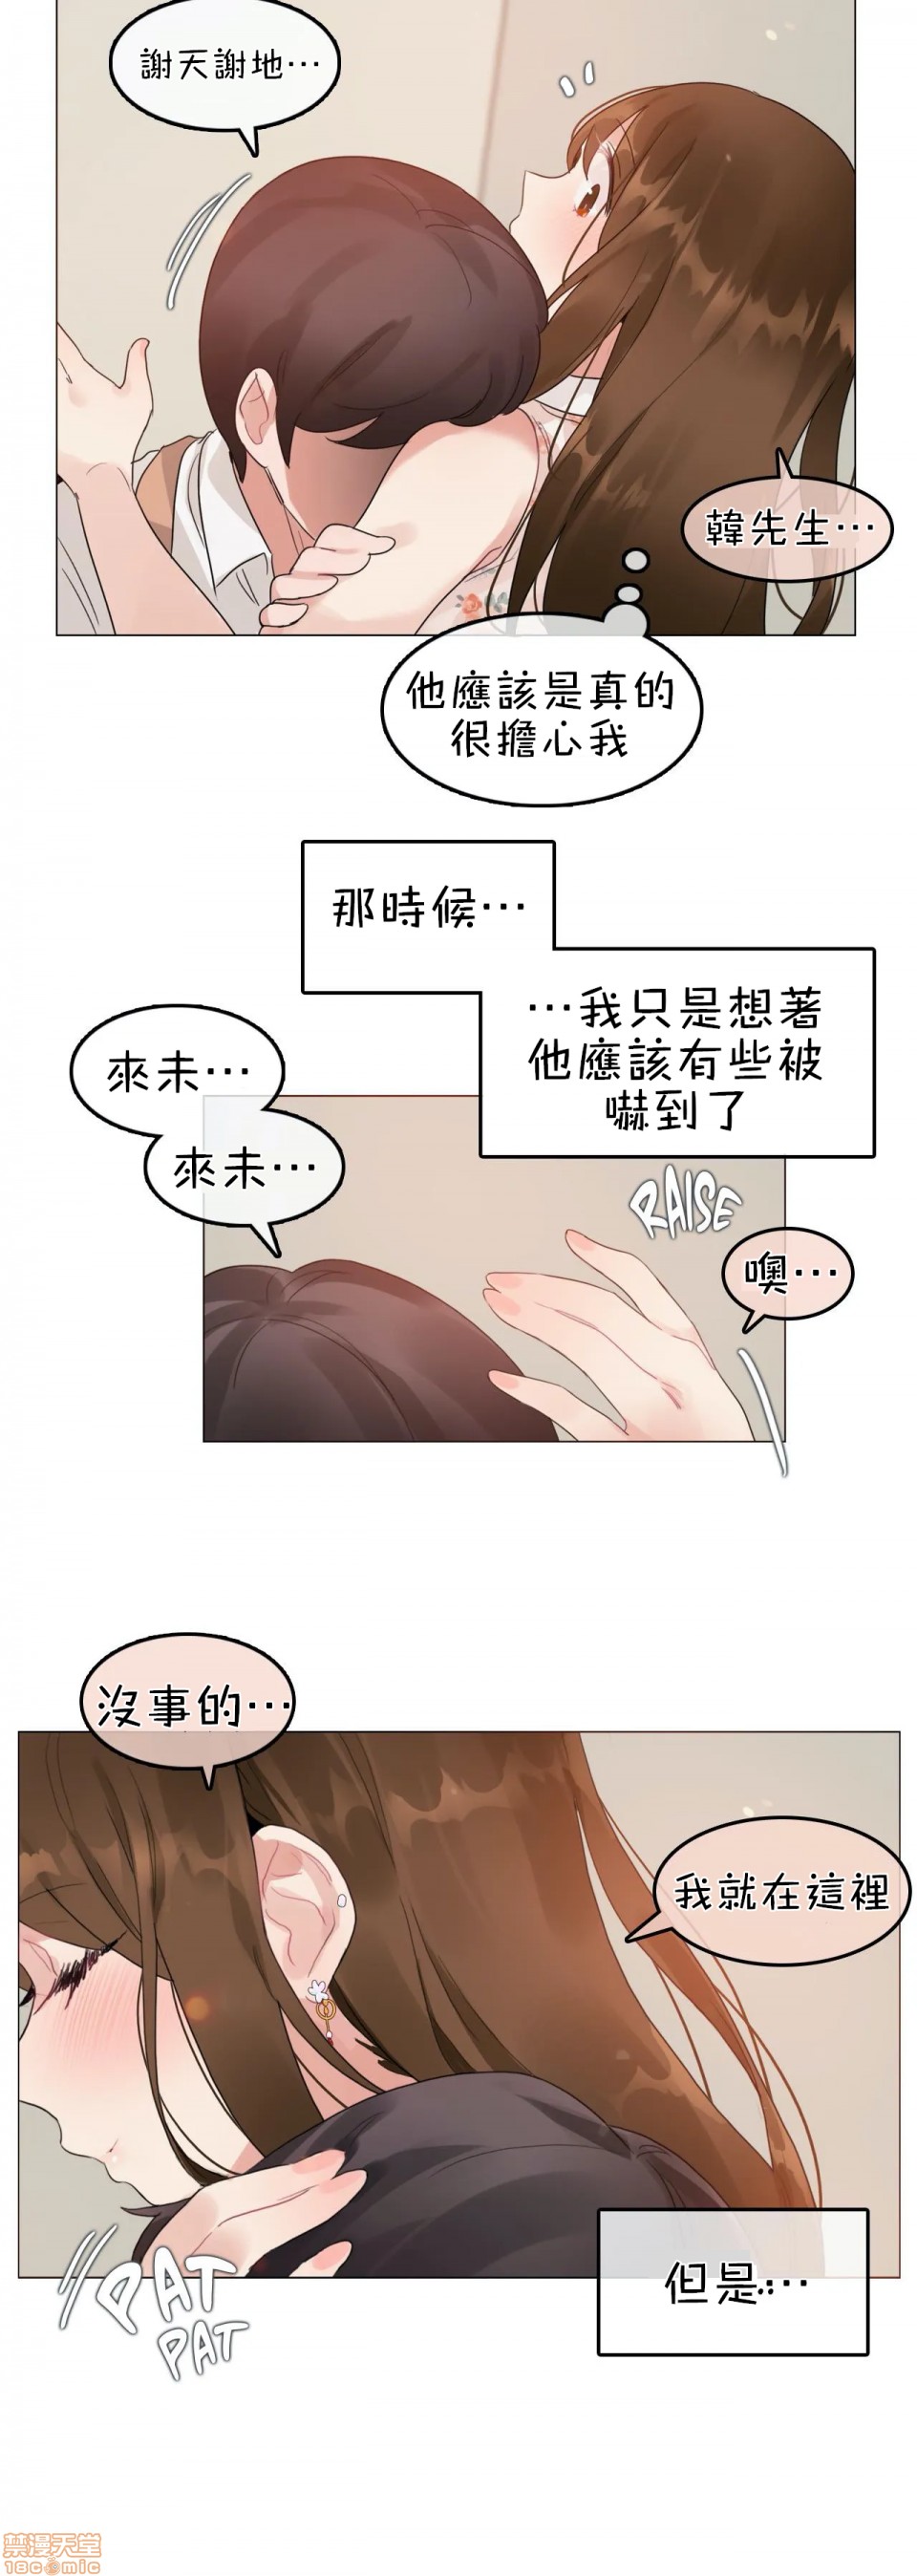 謝天謝地…
韓先生…
他應該是真的
很擔心我
那時候…
…我只是想著
他應該有些被
嚇到了
來未…
來未…
RAISE
噢…
沒事的…
我就在這裡
PAT
PAT
但是……
禁漫天堂
18comic